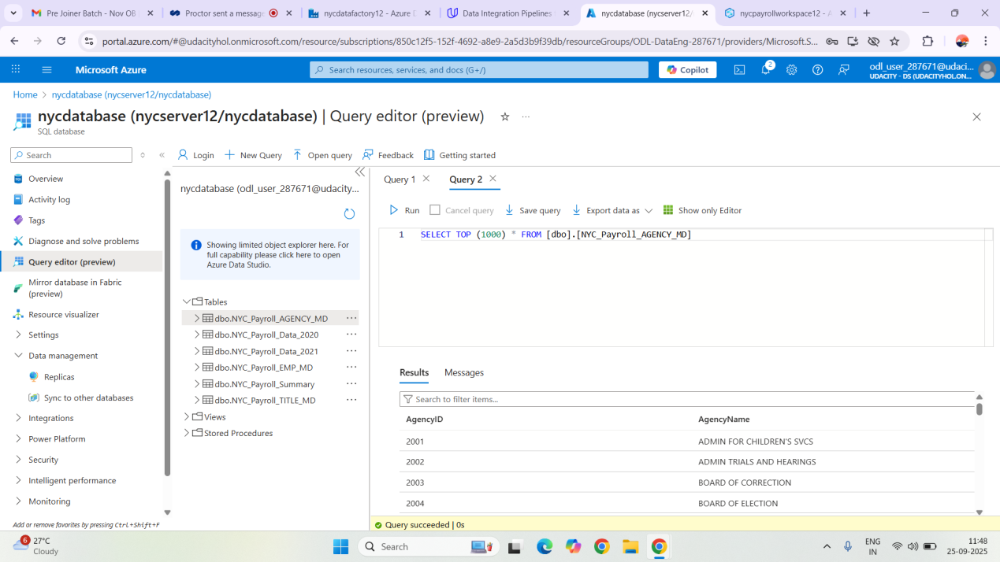 Pre Joiner Batch - Nov OB
Proctor sent a messag
nycdatafactory12 - Azure D
Data Integration Pipelines
nycdatabase (nycserver12/
nycpayrollworkspace12 - A
portal.azure.com/#@udacityhol.onmicrosoft.com/resource/subscriptions/850c12f5-152f-4692-a8e9-2a5d3b9f39db/resourceGroups/ODL-DataEng-287671/providers/Microsoft.S...
Microsoft Azure
Search resources, services, and docs (G+/)
Copilot
2
odl_user_287671@udaci...
UDACITY - DS (UDACITYHOL.ON...
Home > nycdatabase (nycserver12/nycdatabase)
nycdatabase (nycserver12/nycdatabase) | Query editor (preview)
SQL database
Search
Login
New Query
Open query
Feedback
Getting started
Overview
Activity log
Tags
Diagnose and solve problems
Query editor (preview)
Mirror database in Fabric
(preview)
Resource visualizer
Settings
Data management
Replicas
Sync to other databases
Integrations
Power Platform
Security
Intelligent performance
Monitoring
Add or remove favorites by pressing Ctrl+Shift+F
nycdatabase (odl_user_287671@udacity...
Showing limited object explorer here. For
full capability please click here to open
Azure Data Studio.
Tables
dbo.NYC_Payroll_AGENCY_MD
dbo.NYC_Payroll_Data_2020
dbo.NYC_Payroll_Data_2021
dbo.NYC_Payroll_EMP_MD
dbo.NYC_Payroll_Summary
dbo.NYC_Payroll_TITLE_MD
Views
Stored Procedures
Query 1
Query 2
Run
Cancel query
Save query
Export data as
Show only Editor
1 SELECT TOP (1000) * FROM [dbo].[NYC_Payroll_AGENCY_MD]
Results
Messages
Search to filter items...
AgencyID AgencyName
2001 ADMIN FOR CHILDREN'S SVCS
2002 ADMIN TRIALS AND HEARINGS
2003 BOARD OF CORRECTION
2004 BOARD OF ELECTION
Query succeeded | 0s
6
27°C
Cloudy
Search
ENG
IN
11:48
25-09-2025